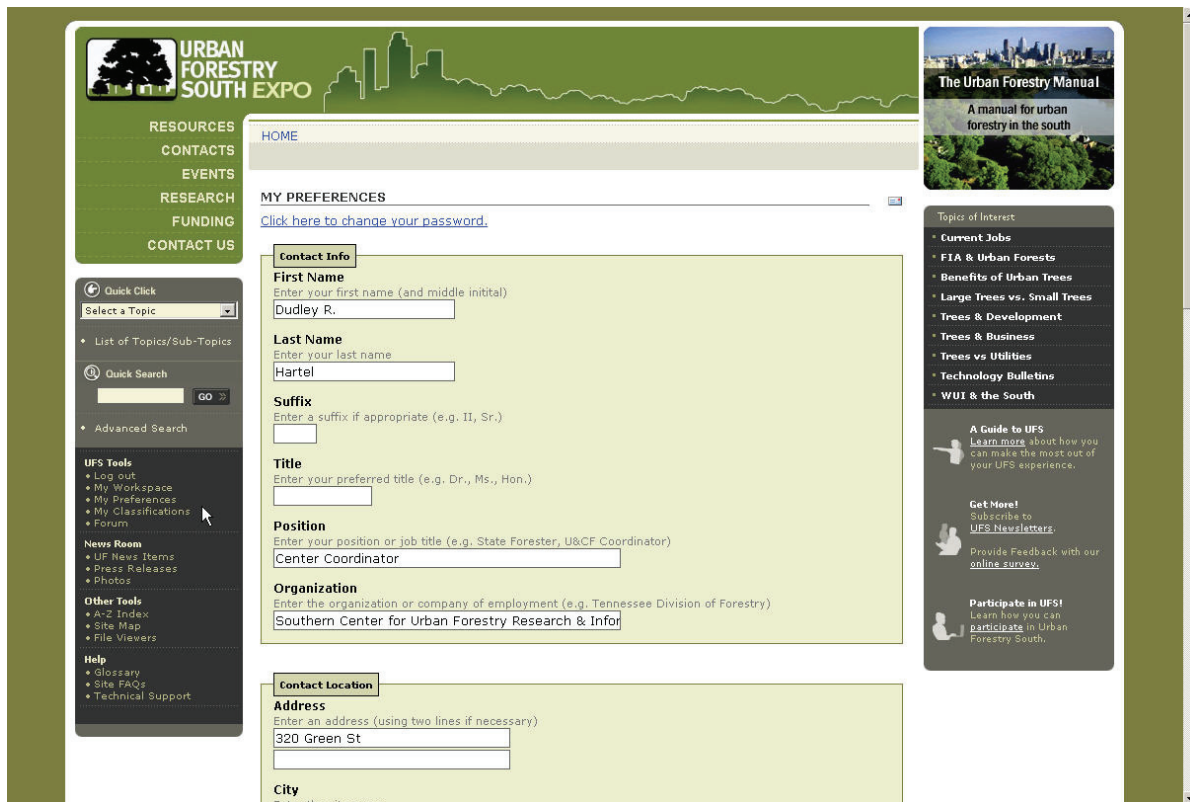 URBAN
FORESTRY
SOUTH EXPO
RESOURCES
CONTACTS
EVENTS
RESEARCH
FUNDING
CONTACT US
Quick Click
Select a Topic
List of Topics/Sub-Topics
Quick Search
GO »
Advanced Search
UFS Tools
Log out
My Workspace
My Preferences
My Classifications
Forum
News Room
UF News Items
Press Releases
Photos
Other Tools
A-Z Index
Site Map
File Viewers
Help
Glossary
Site FAQs
Technical Support
HOME
MY PREFERENCES
Click here to change your password.
Contact Info
First Name
Enter your first name (and middle initital)
Dudley R.
Last Name
Enter your last name
Hartel
Suffix
Enter a suffix if appropriate (e.g. II, Sr.)
Title
Enter your preferred title (e.g. Dr., Ms., Hon.)
Position
Enter your position or job title (e.g. State Forester, U&CF Coordinator)
Center Coordinator
Organization
Enter the organization or company of employment (e.g. Tennessee Division of Forestry)
Southern Center for Urban Forestry Research & Infor
Contact Location
Address
Enter an address (using two lines if necessary)
320 Green St
City
The Urban Forestry Manual
A manual for urban
forestry in the south
Topics of Interest
Current Jobs
FIA & Urban Forests
Benefits of Urban Trees
Large Trees vs. Small Trees
Trees & Development
Trees & Business
Trees vs Utilities
Technology Bulletins
WUI & the South
A Guide to UFS
Learn more about how you
can make the most out of
your UFS experience.
Get More!
Subscribe to
UFS Newsletters.
Provide Feedback with our
online survey.
Participate in UFS!
Learn how you can
participate in Urban
Forestry South.